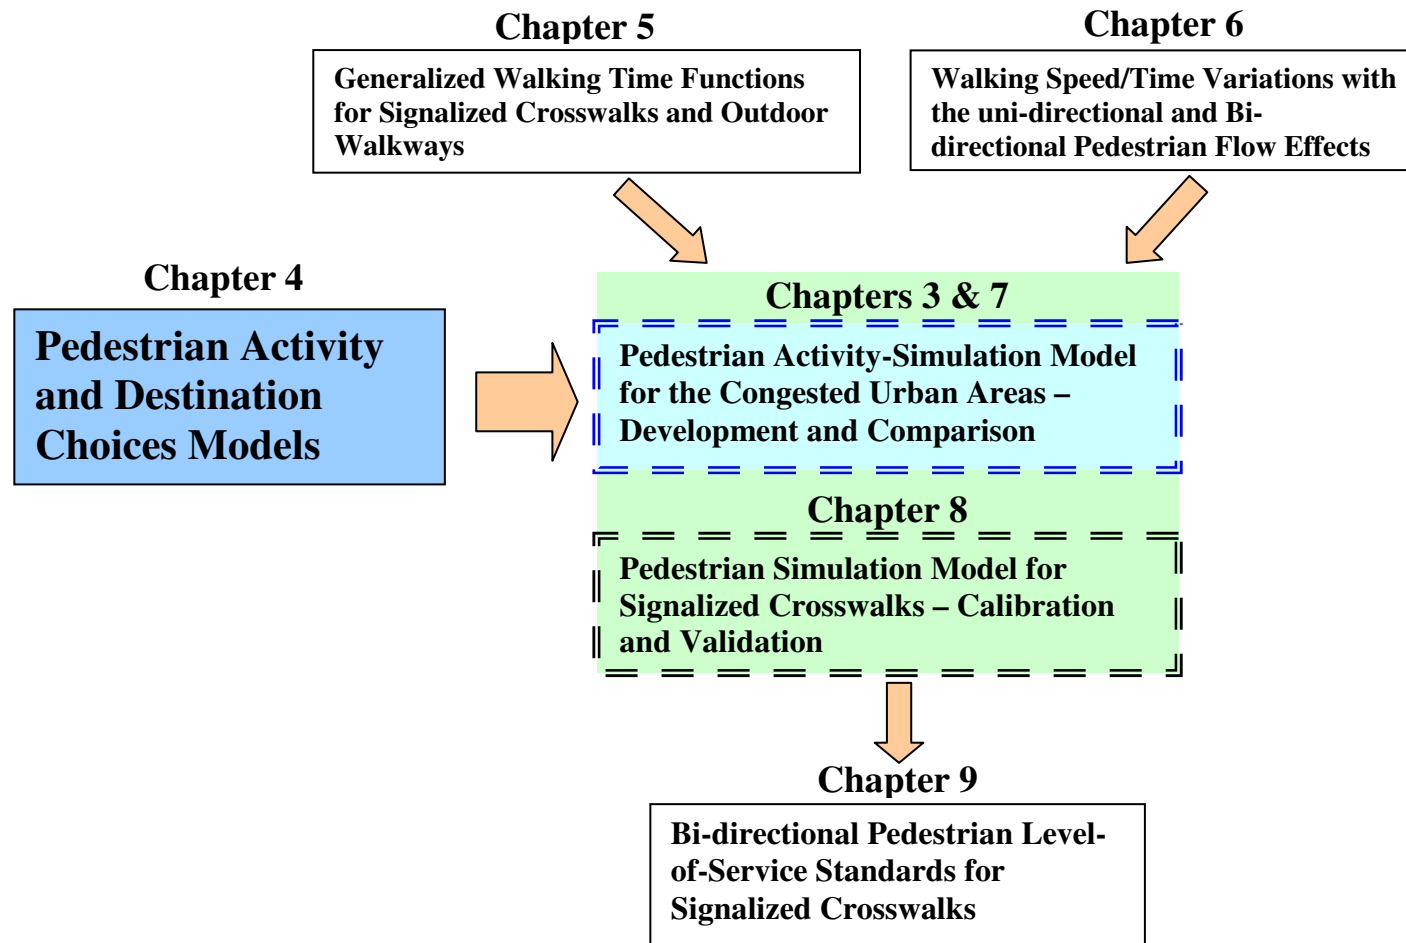 Chapter 5
Generalized Walking Time Functions
for Signalized Crosswalks and Outdoor
Walkways
Chapter 6
Walking Speed/Time Variations with
the uni-directional and Bi-
directional Pedestrian Flow Effects
Chapter 4
Pedestrian Activity
and Destination
Choices Models
Chapters 3 & 7
Pedestrian Activity-Simulation Model
for the Congested Urban Areas –
Development and Comparison
Chapter 8
Pedestrian Simulation Model for
Signalized Crosswalks – Calibration
and Validation
Chapter 9
Bi-directional Pedestrian Level-
of-Service Standards for
Signalized Crosswalks